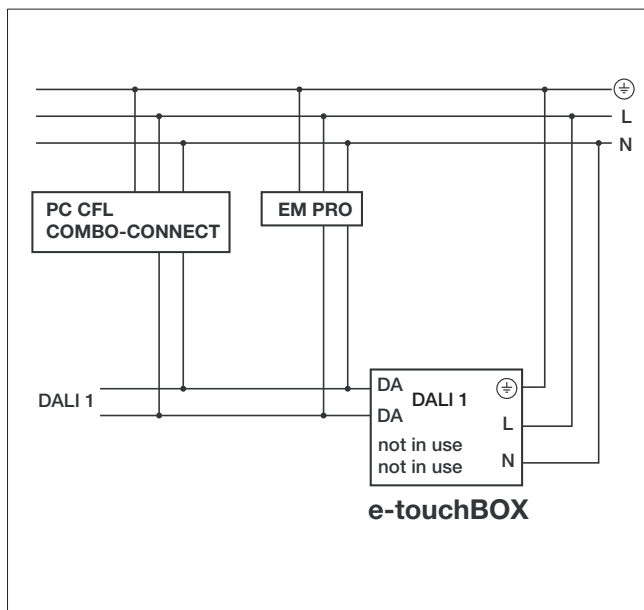 L
N
PC CFL
COMBO-CONNECT
EM PRO
DALI 1
DA
DALI 1
DA
L
not in use
not in use
N
e-touchBOX